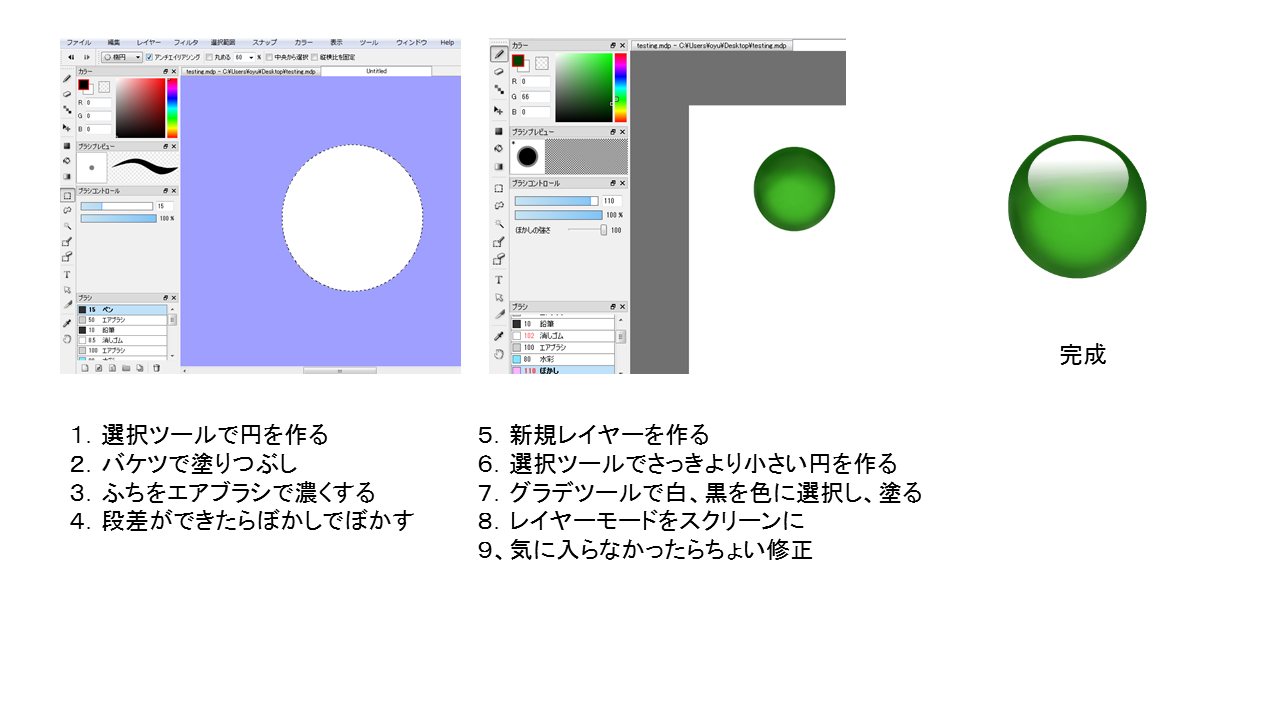 ファイル 編集 レイヤー フィルタ 選択範囲 スナップ カラー 表示 ツール ウィンドウ Help
楕円 アンチエイリアシング 丸める 60 % 中央から選択 縦横比を固定
カラー
testing.mdp - C:¥Users¥oyu¥Desktop¥testing.mdp
Untitled
R 0
G 0
B 0
ブラシプレビュー
ブラシコントロール
15
100 %
ブラシ
15 ペン
50 エアブラシ
10 鉛筆
8.5 消しゴム
100 エアブラシ
カラー
testing.mdp - C:¥Users¥oyu¥Desktop¥testing.mdp
R 0
G 66
B 0
ブラシプレビュー
ブラシコントロール
110
100 %
ぼかしの強さ 100
ブラシ
10 鉛筆
102 消しゴム
100 エアブラシ
80 水彩
110 ぼかし
完成
1．選択ツールで円を作る
2．バケツで塗りつぶし
3．ふちをエアブラシで濃くする
4．段差ができたらぼかしでぼかす
5．新規レイヤーを作る
6．選択ツールでさっきより小さい円を作る
7．グラデツールで白、黒を色に選択し、塗る
8．レイヤーモードをスクリーンに
9、気に入らなかったらちょい修正